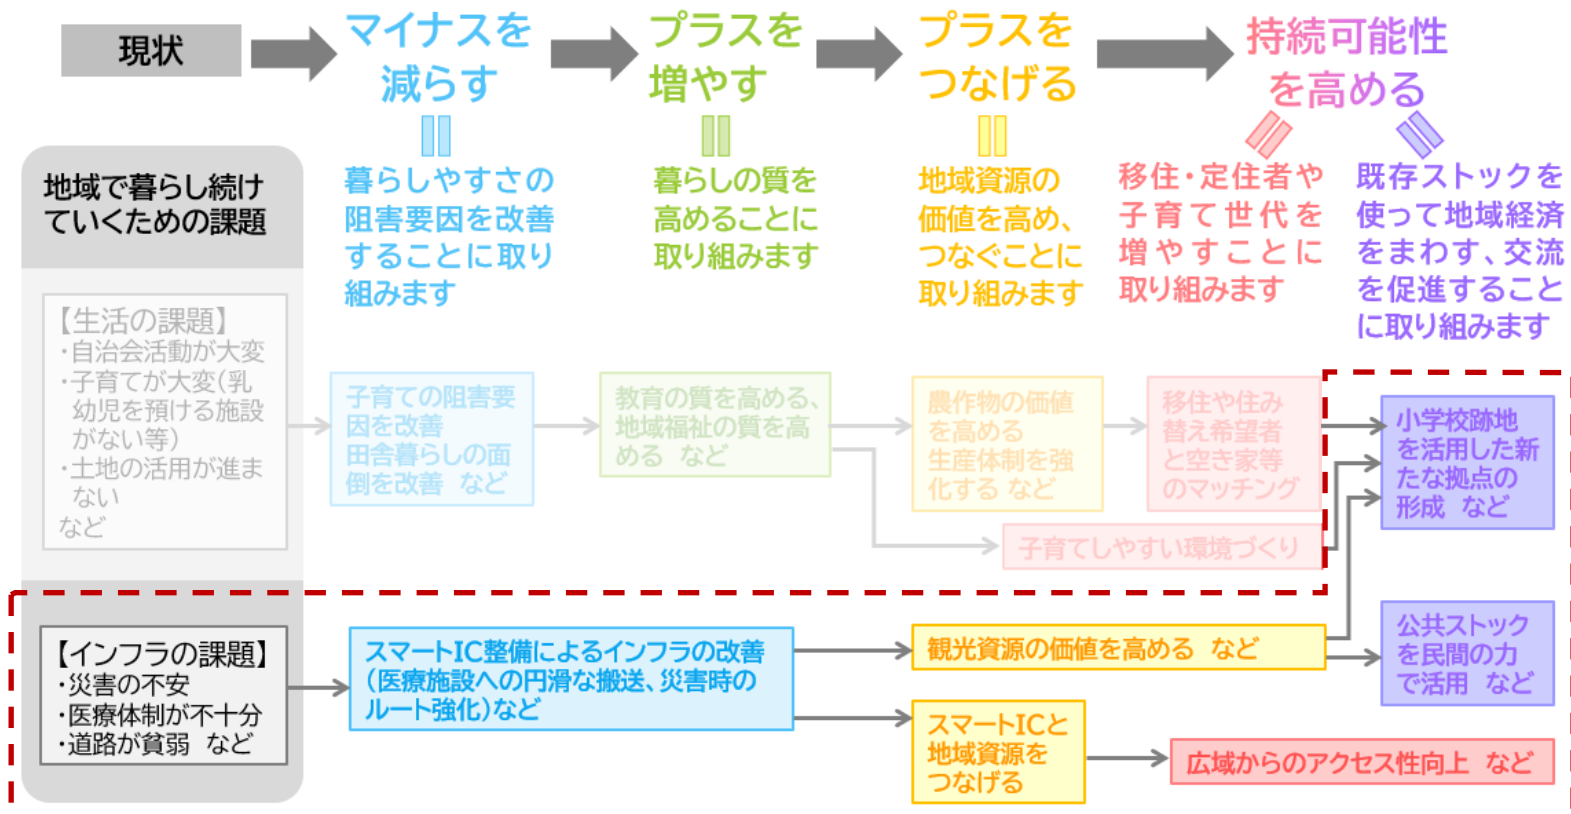 現状
マイナスを
減らす
プラスを
増やす
プラスを
つなげる
持続可能性
を高める
暮らしやすさの
阻害要因を改善
することに取り
組みます
暮らしの質を
高めることに
取り組みます
地域資源の
価値を高め、
つなぐことに
取り組みます
移住・定住者や
子育て世代を
増やすことに
取り組みます
既存ストックを
使って地域経済
をまわす、交流
を促進すること
に取り組みます
地域で暮らし続け
ていくための課題
【生活の課題】
・自治会活動が大変
・子育てが大変（乳
幼児を預ける施設
がない等）
・土地の活用が進ま
ない
など
子育ての阻害要
因を改善
田舎暮らしの面
倒を改善 など
教育の質を高める、
地域福祉の質を高
める など
農作物の価値
を高める
生産体制を強
化する など
移住や住み
替え希望者
と空き家等
のマッチング
子育てしやすい環境づくり
小学校跡地
を活用した新
たな拠点の
形成 など
【インフラの課題】
・災害の不安
・医療体制が不十分
・道路が貧弱 など
スマートIC整備によるインフラの改善
（医療施設への円滑な搬送、災害時の
ルート強化）など
観光資源の価値を高める など
公共ストック
を民間の力
で活用 など
スマートICと
地域資源を
つなげる
広域からのアクセス性向上 など